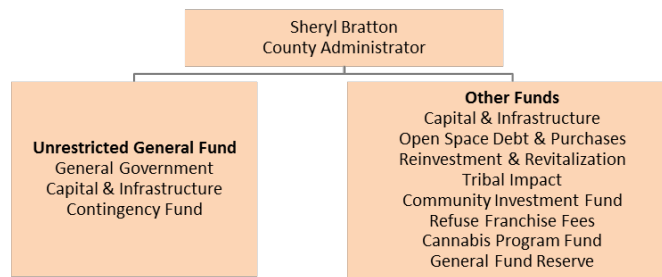 Sheryl Bratton
County Administrator
Unrestricted General Fund
General Government
Capital & Infrastructure
Contingency Fund
Other Funds
Capital & Infrastructure
Open Space Debt & Purchases
Reinvestment & Revitalization
Tribal Impact
Community Investment Fund
Refuse Franchise Fees
Cannabis Program Fund
General Fund Reserve